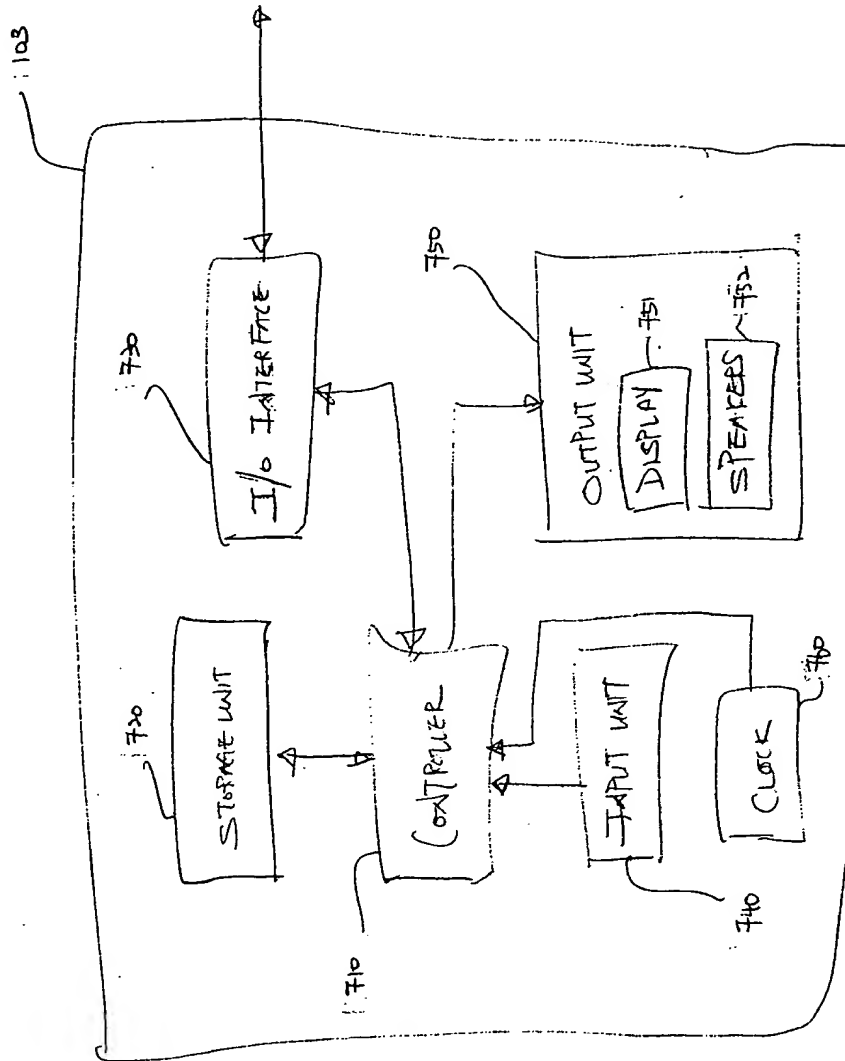 103
720
730
STORAGE UNIT
I/O INTERFACE
710
CONTROLLER
750
OUTPUT UNIT
DISPLAY
751
SPEAKERS
752
INPUT UNIT
740
CLOCK
760